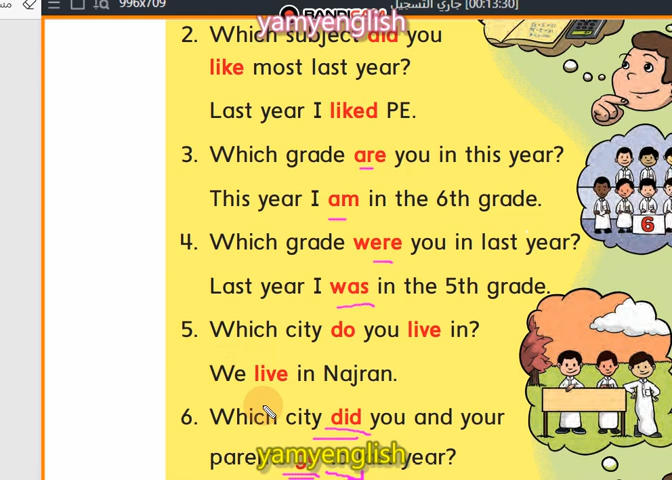 996x709
[00:13:30] جاري التسجيل
BANDICAM
yamyenglish
2. Which subject did you
like most last year?
Last year I liked PE.
3. Which grade are you in this year?
This year I am in the 6th grade.
6
4. Which grade were you in last year?
Last year I was in the 5th grade.
5. Which city do you live in?
We live in Najran.
6. Which city did you and your
year?
yamyenglish